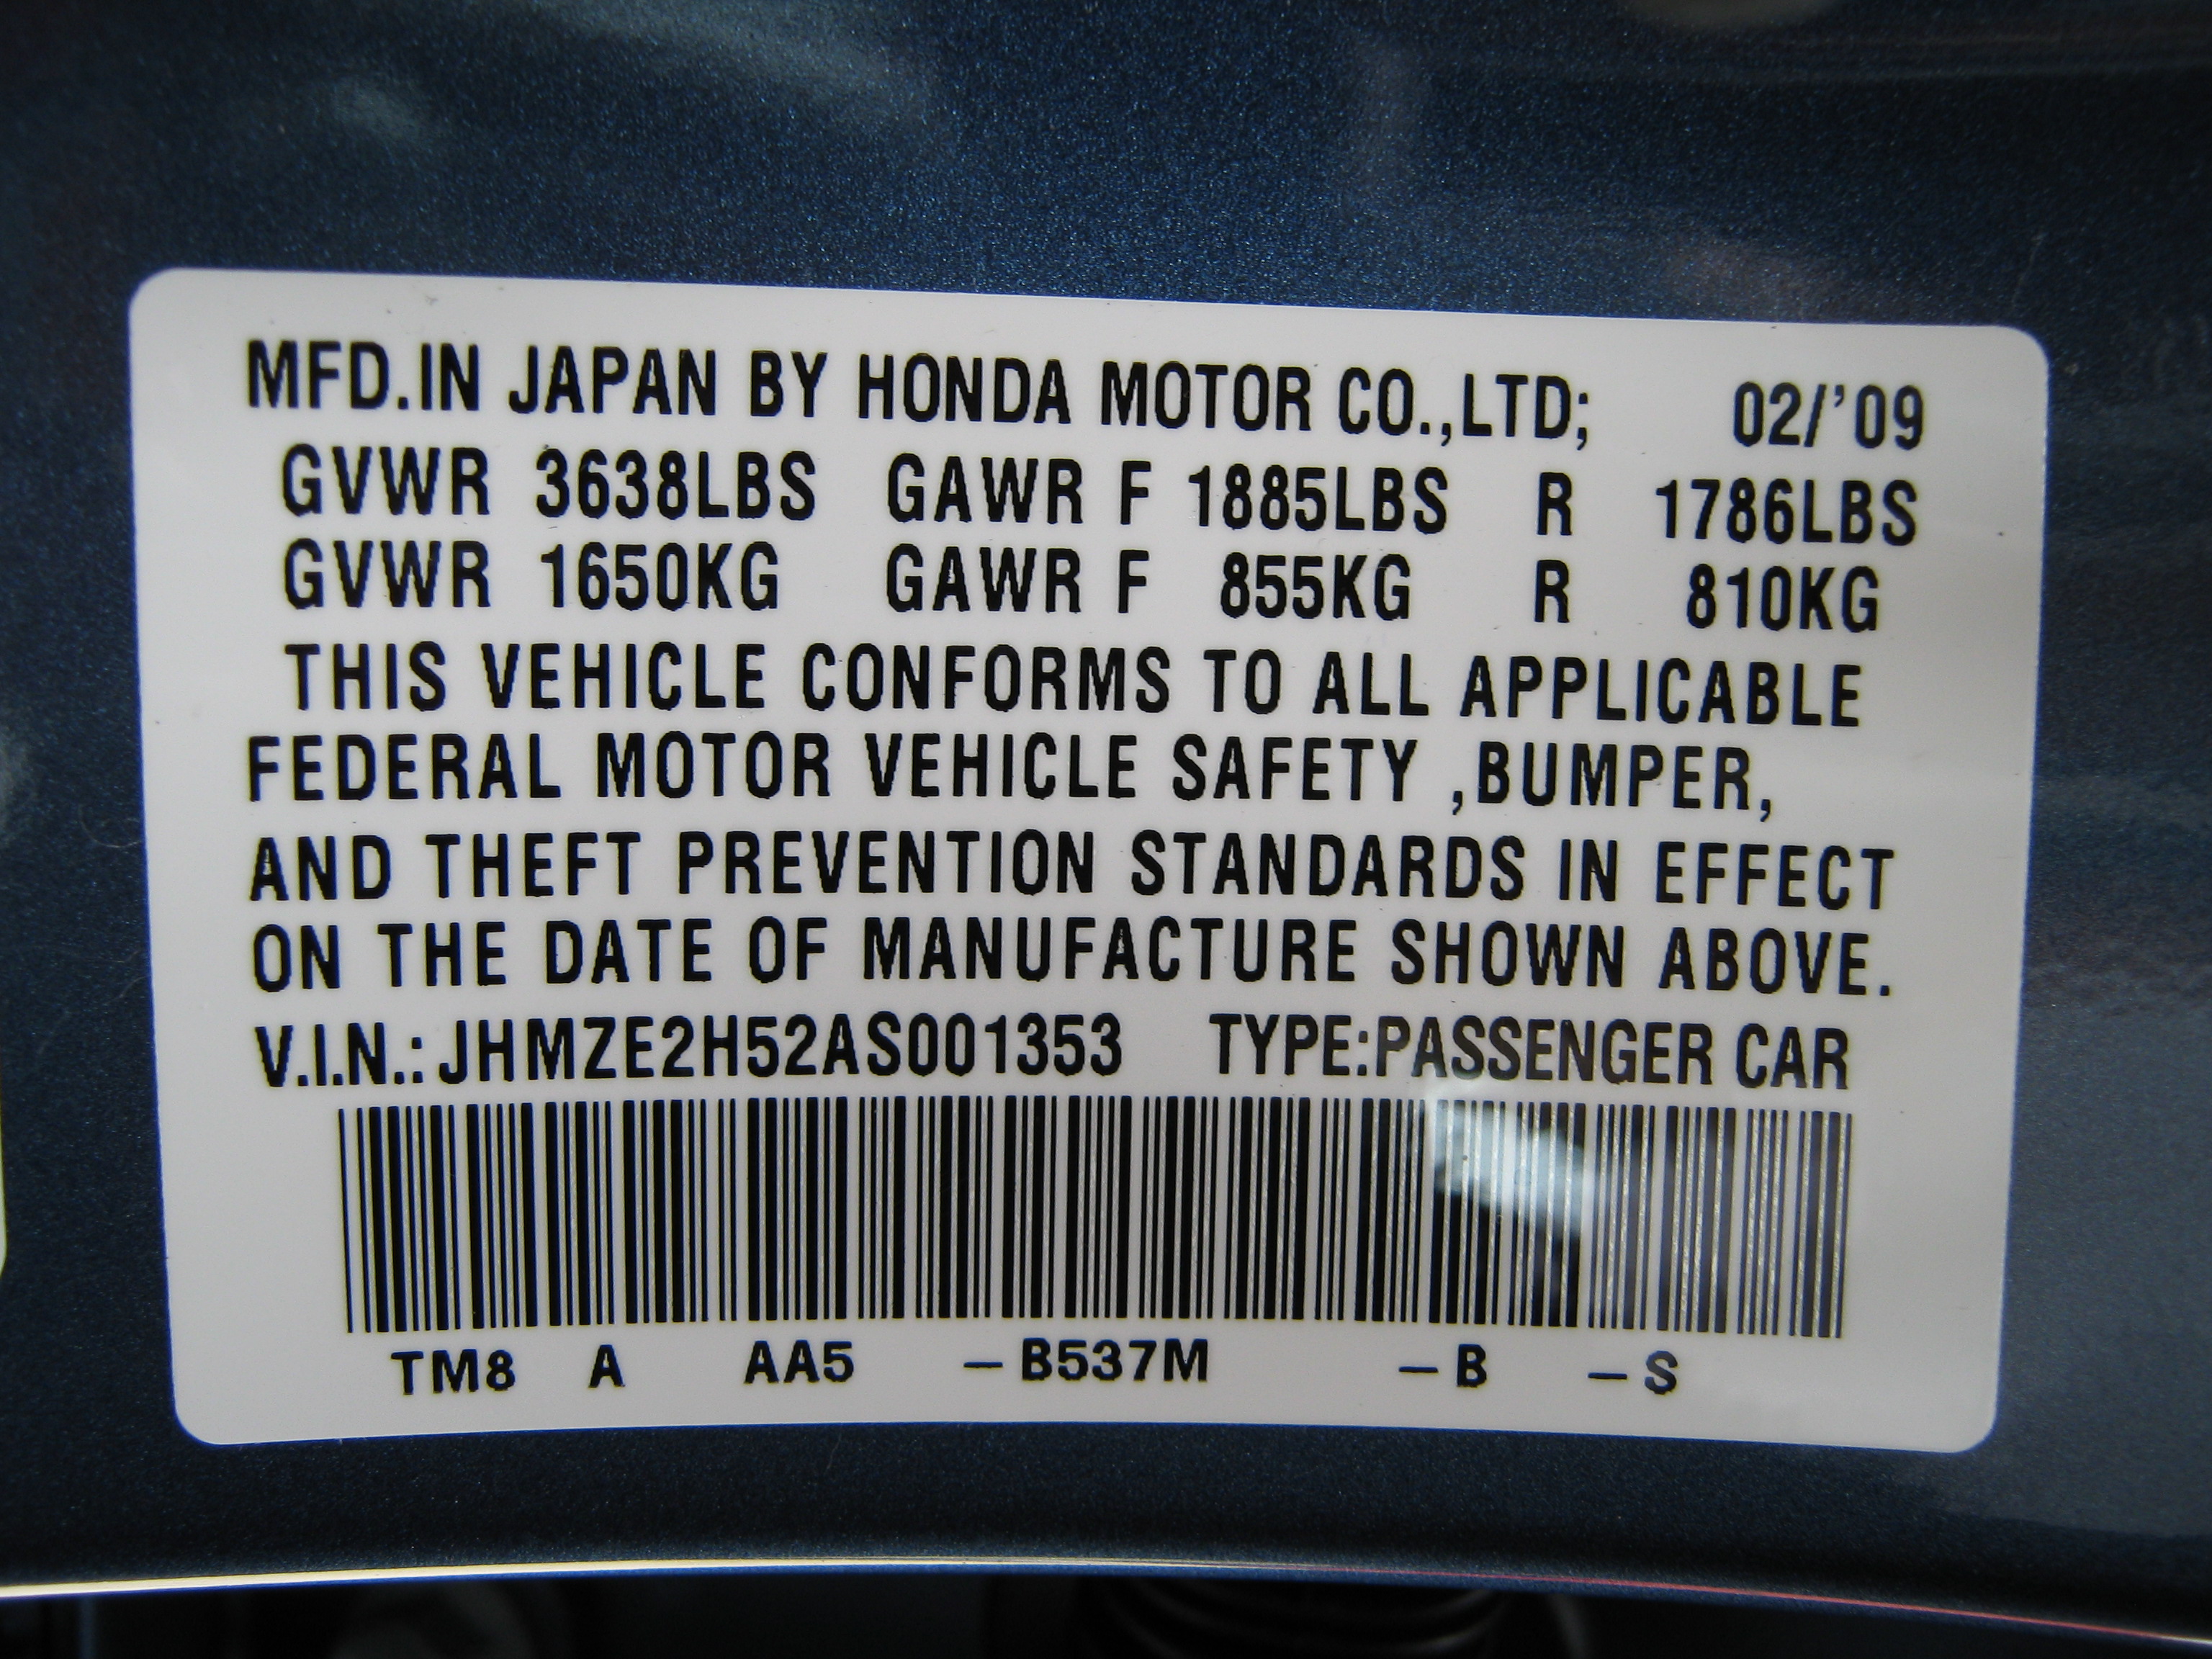 MFD.IN JAPAN BY HONDA MOTOR CO.,LTD; 02/'09
GVWR 3638LBS GAWR F 1885LBS R 1786LBS
GVWR 1650KG GAWR F 855KG R 810KG
THIS VEHICLE CONFORMS TO ALL APPLICABLE
FEDERAL MOTOR VEHICLE SAFETY ,BUMPER,
AND THEFT PREVENTION STANDARDS IN EFFECT
ON THE DATE OF MANUFACTURE SHOWN ABOVE.
V.I.N.:JHMZE2H52AS001353 TYPE:PASSENGER CAR
TM8 A AA5 –B537M –B –S